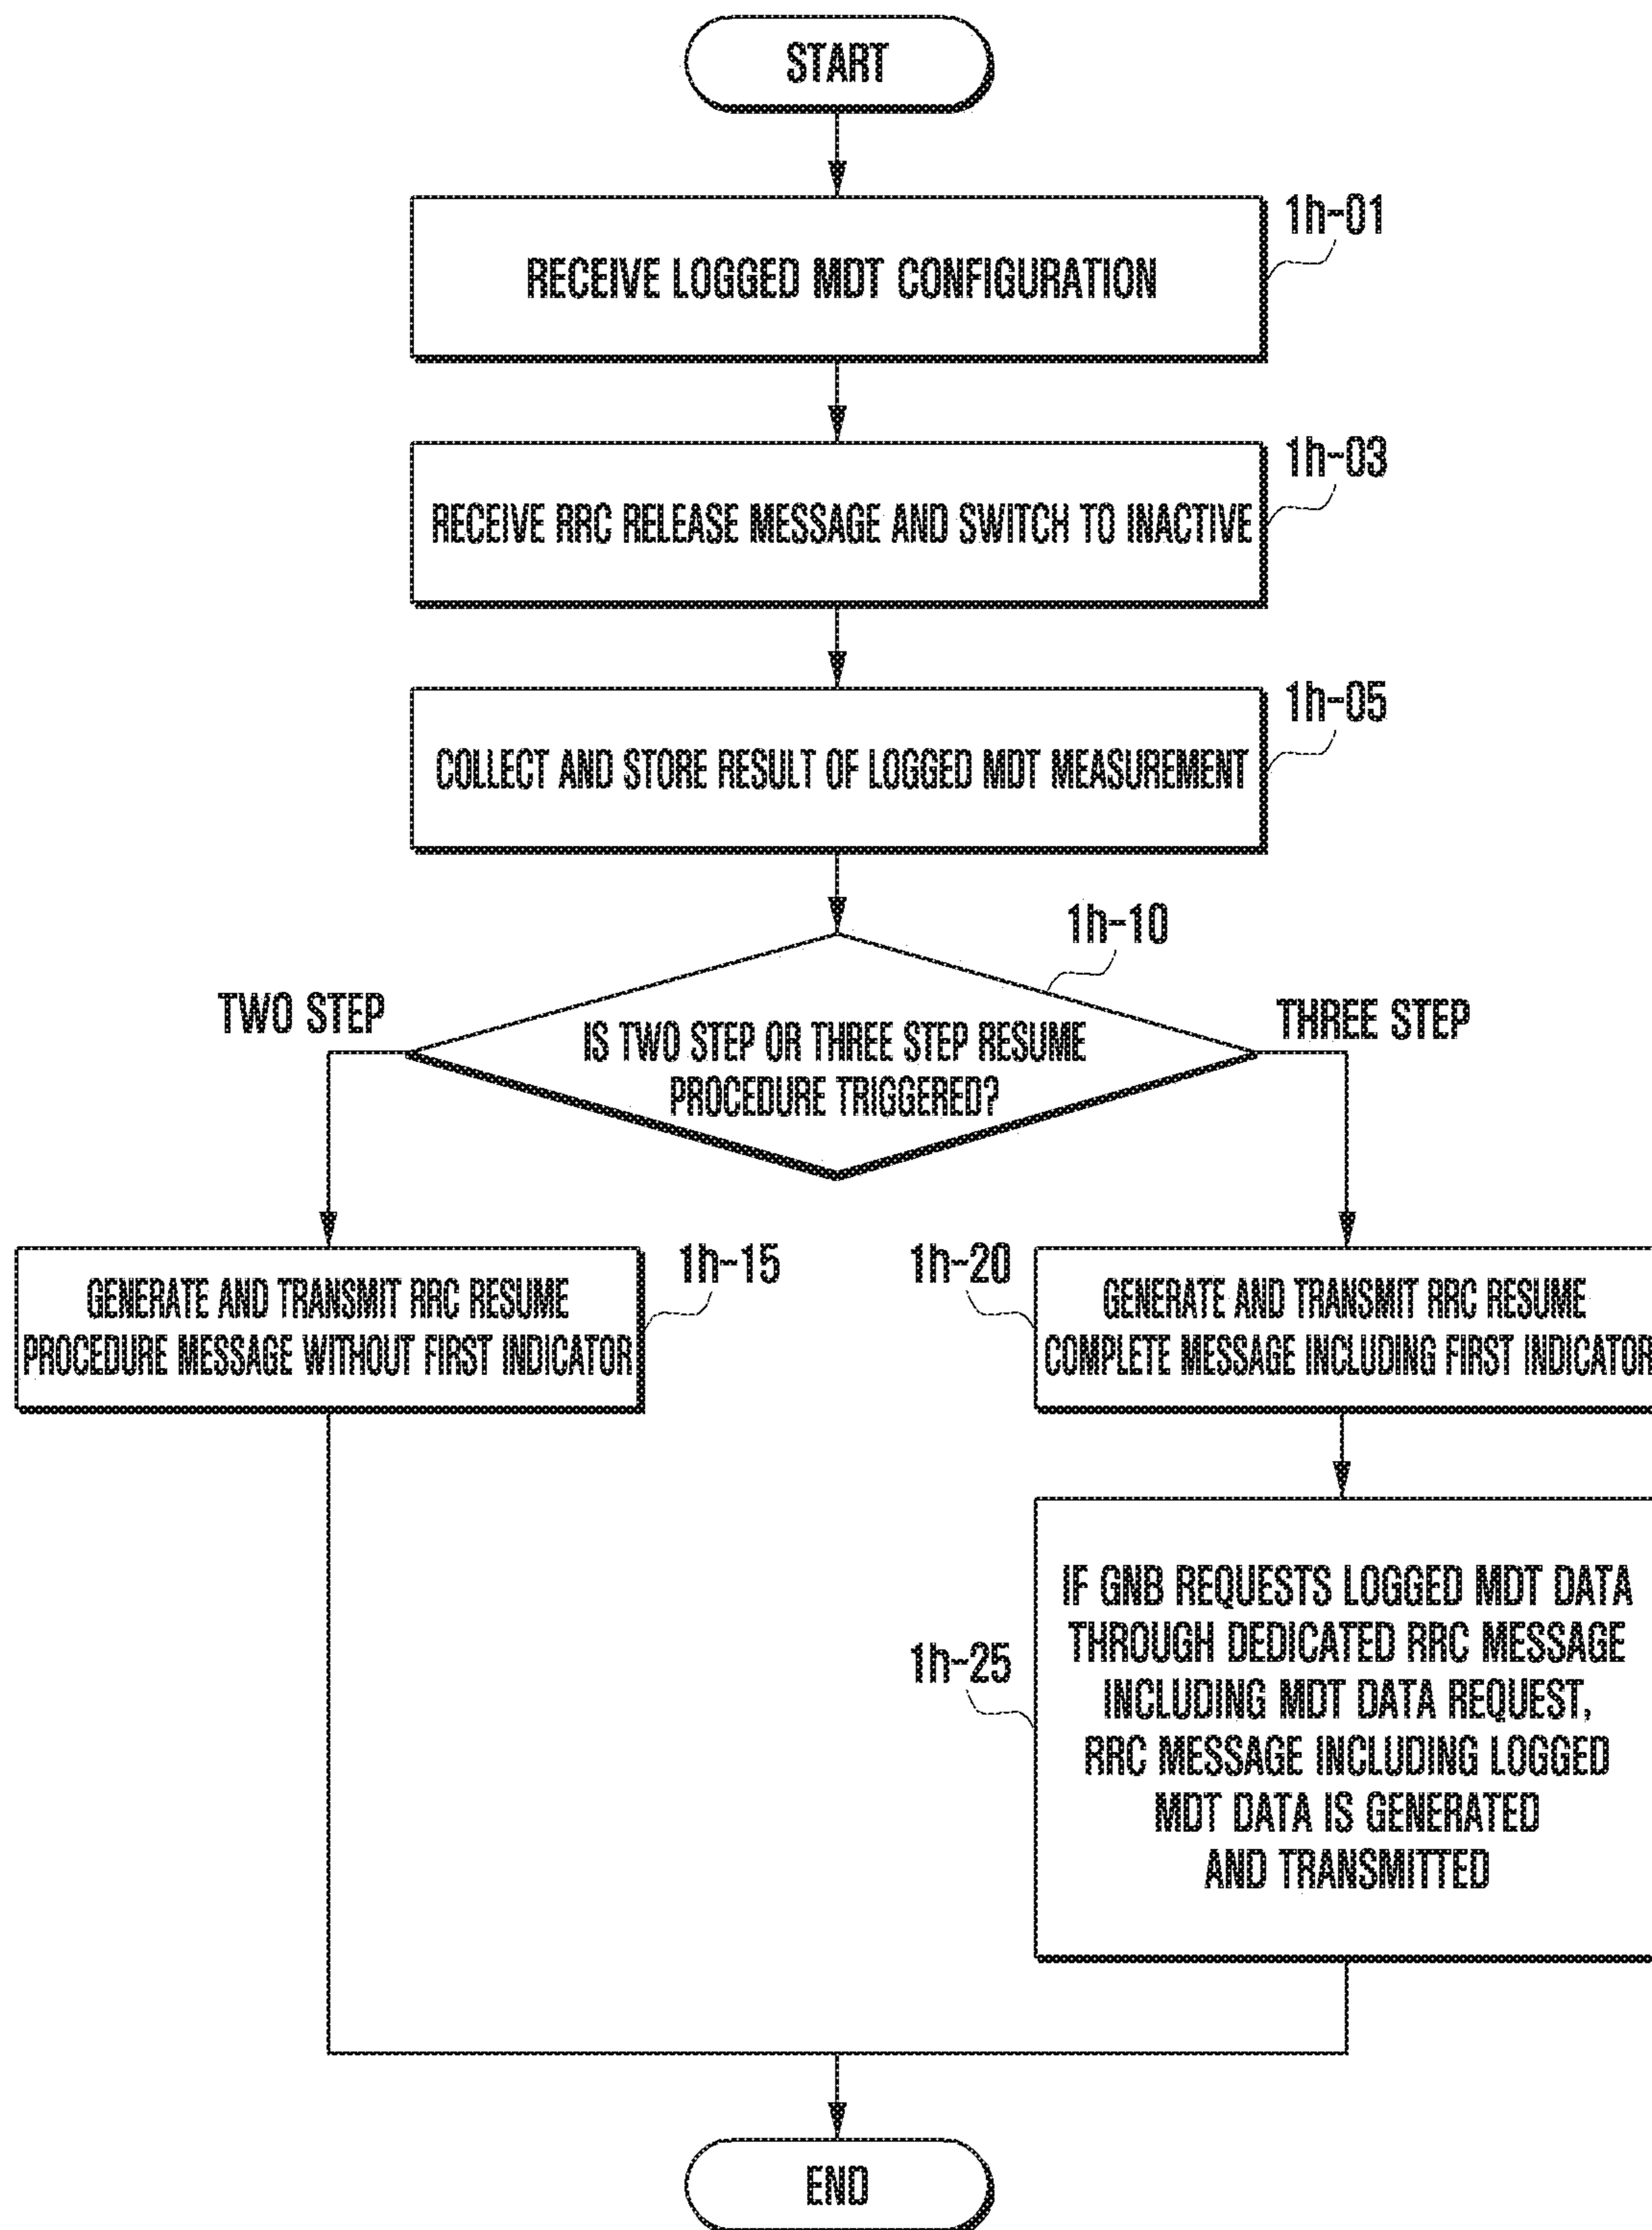 START
1h-01
RECEIVE LOGGED MDT CONFIGURATION
1h-03
RECEIVE RRC RELEASE MESSAGE AND SWITCH TO INACTIVE
1h-05
COLLECT AND STORE RESULT OF LOGGED MDT MEASUREMENT
1h-10
TWO STEP
THREE STEP
IS TWO STEP OR THREE STEP RESUME
PROCEDURE TRIGGERED?
1h-15
GENERATE AND TRANSMIT RRC RESUME
PROCEDURE MESSAGE WITHOUT FIRST INDICATOR
1h-20
GENERATE AND TRANSMIT RRC RESUME
COMPLETE MESSAGE INCLUDING FIRST INDICATOR
1h-25
IF GNB REQUESTS LOGGED MDT DATA
THROUGH DEDICATED RRC MESSAGE
INCLUDING MDT DATA REQUEST,
RRC MESSAGE INCLUDING LOGGED
MDT DATA IS GENERATED
AND TRANSMITTED
END